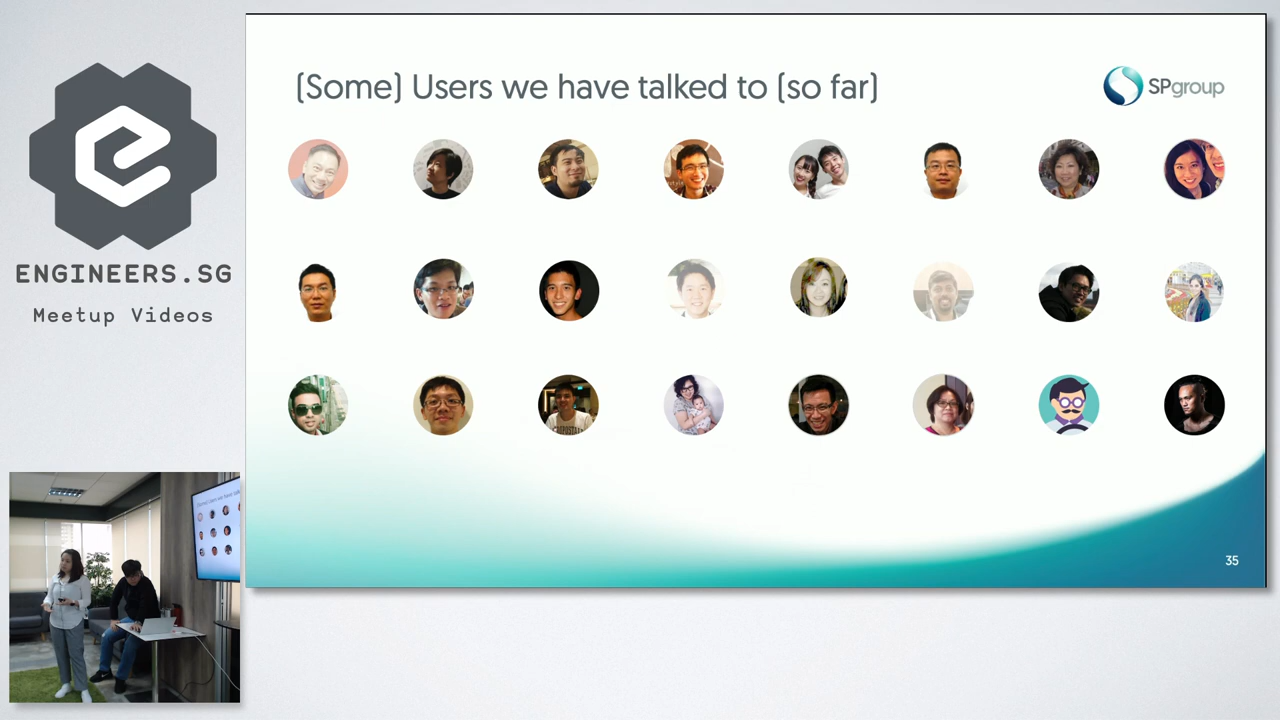 (Some) Users we have talked to (so far)
SPgroup
ENGINEERS.SG
Meetup Videos
35